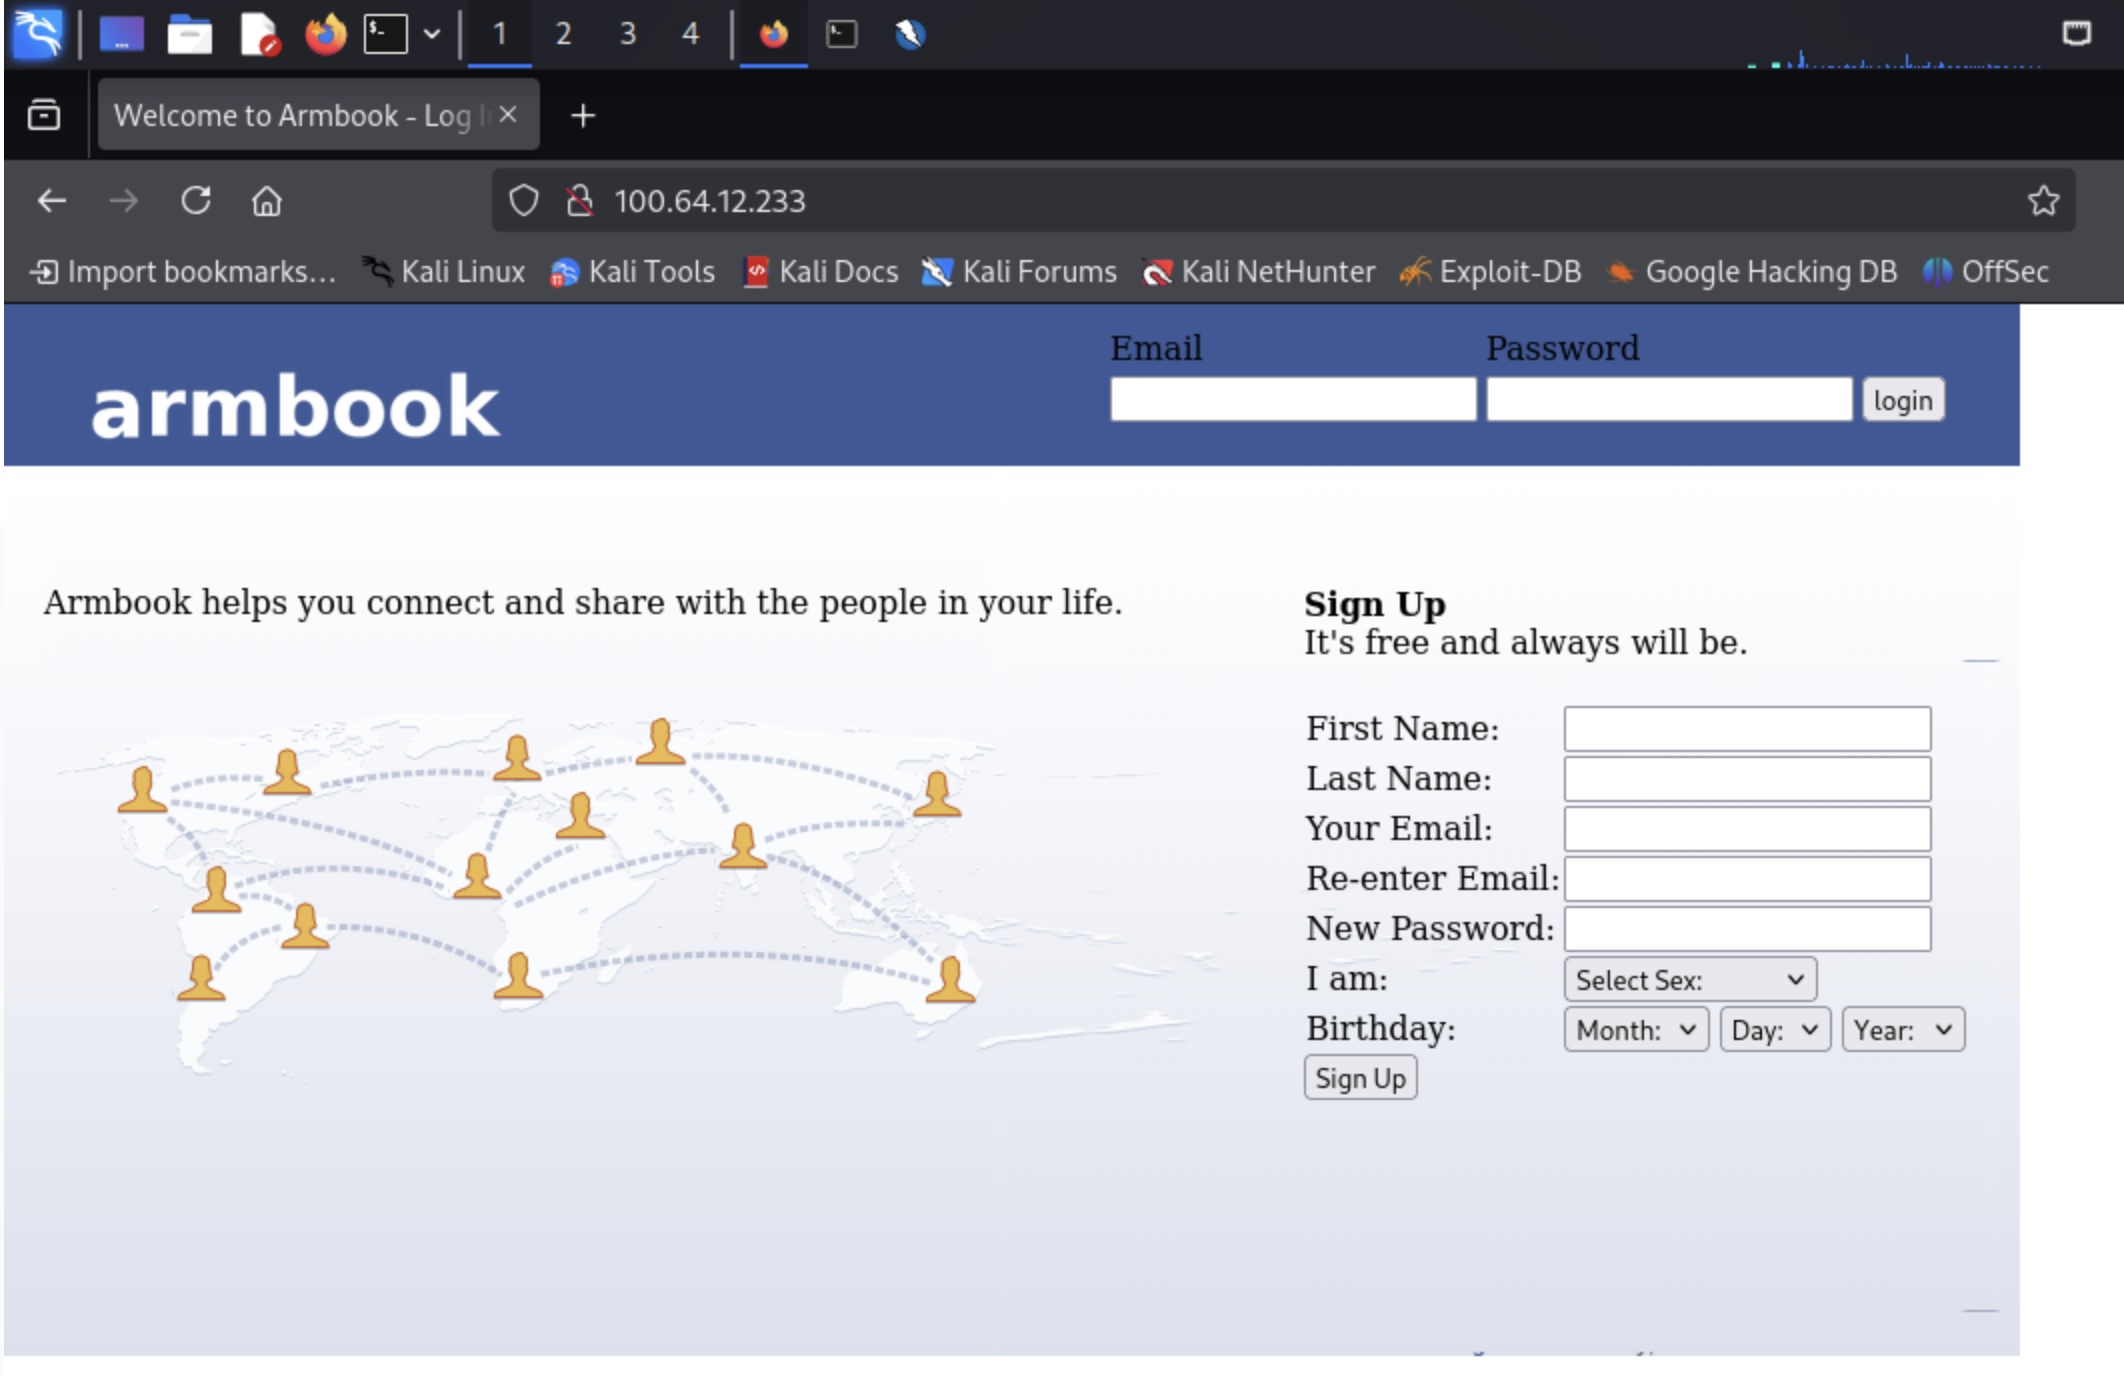 1 2 3 4
Welcome to Armbook - Log I
100.64.12.233
Import bookmarks... Kali Linux Kali Tools Kali Docs Kali Forums Kali NetHunter Exploit-DB Google Hacking DB OffSec
Email Password
armbook
login
Armbook helps you connect and share with the people in your life.
Sign Up
It's free and always will be.
First Name:
Last Name:
Your Email:
Re-enter Email:
New Password:
I am: Select Sex:
Birthday: Month: Day: Year:
Sign Up